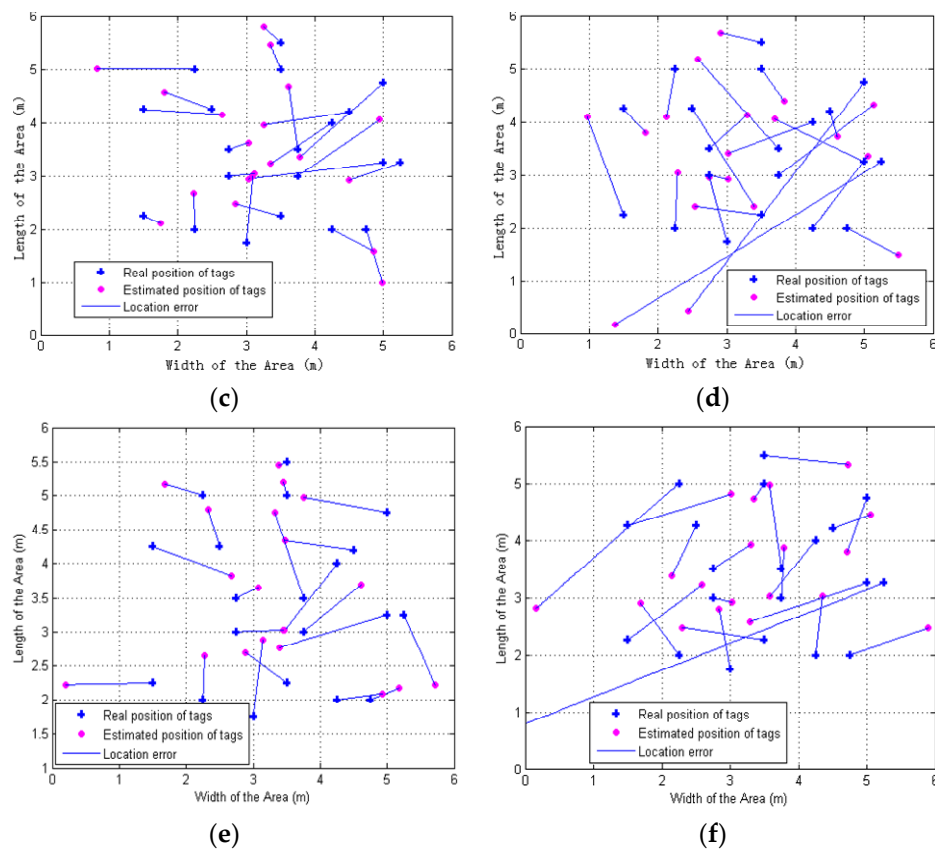 6
5
4
3
2
1
0
Length of the Area (m)
Real position of tags
Estimated position of tags
Location error
0 1 2 3 4 5 6
Width of the Area (m)
(c)
6
5
4
3
2
1
0
Length of the Area (m)
Real position of tags
Estimated position of tags
Location error
0 1 2 3 4 5 6
Width of the Area (m)
(d)
6
5.5
5
4.5
4
3.5
3
2.5
2
1.5
1
Length of the Area (m)
Real position of tags
Estimated position of tags
Location error
0 1 2 3 4 5 6
Width of the Area (m)
(e)
6
5
4
3
2
1
0
Length of the Area (m)
Real position of tags
Estimated position of tags
Location error
0 1 2 3 4 5 6
Width of the Area (m)
(f)